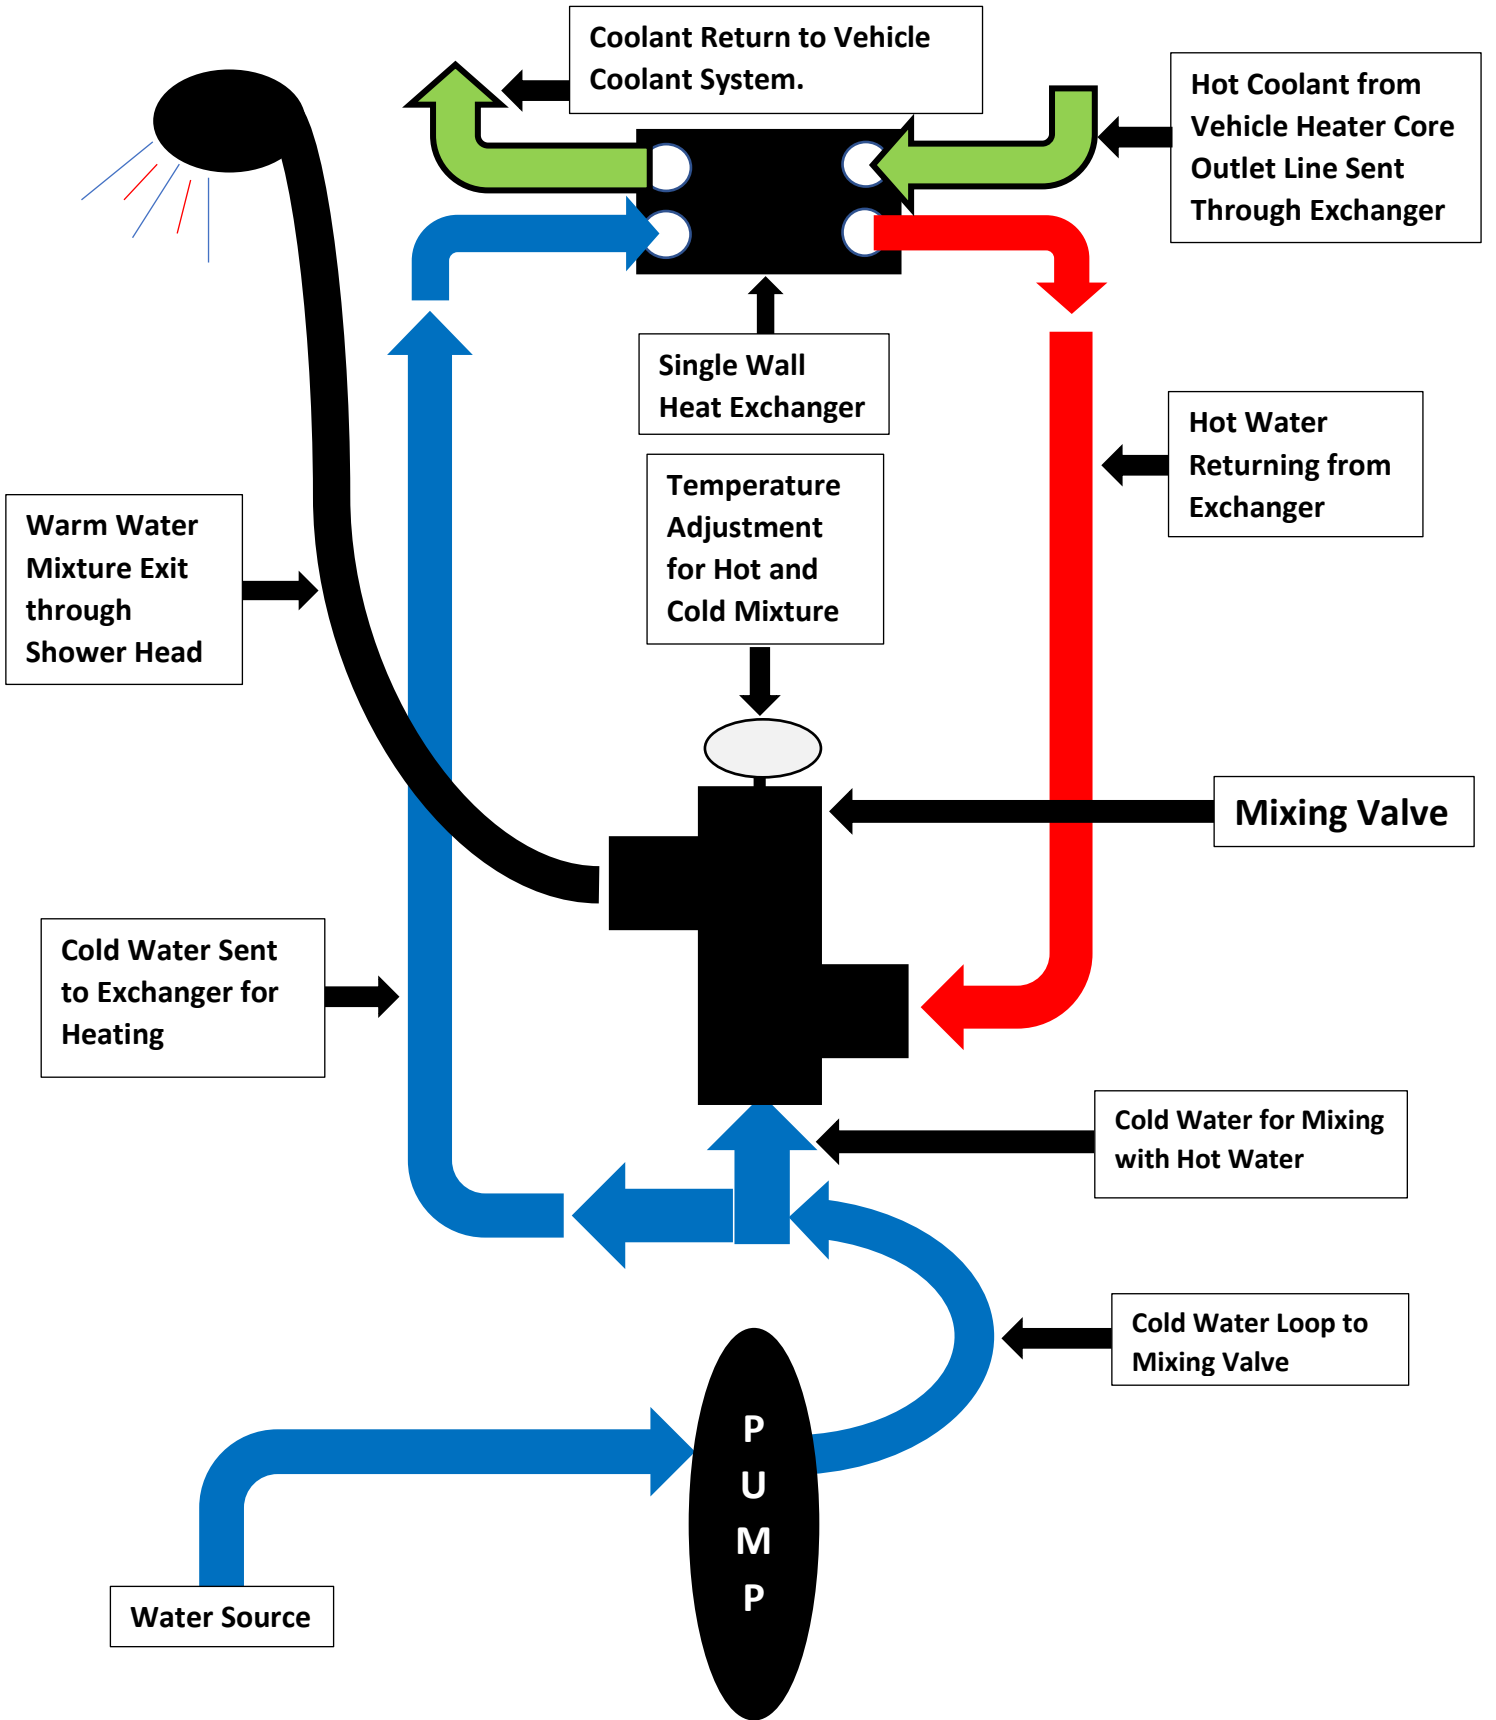 Coolant Return to Vehicle
Coolant System.
Hot Coolant from
Vehicle Heater Core
Outlet Line Sent
Through Exchanger
Single Wall
Heat Exchanger
Hot Water
Returning from
Exchanger
Temperature
Adjustment
for Hot and
Cold Mixture
Warm Water
Mixture Exit
through
Shower Head
Mixing Valve
Cold Water Sent
to Exchanger for
Heating
Cold Water for Mixing
with Hot Water
Cold Water Loop to
Mixing Valve
P
U
M
P
Water Source